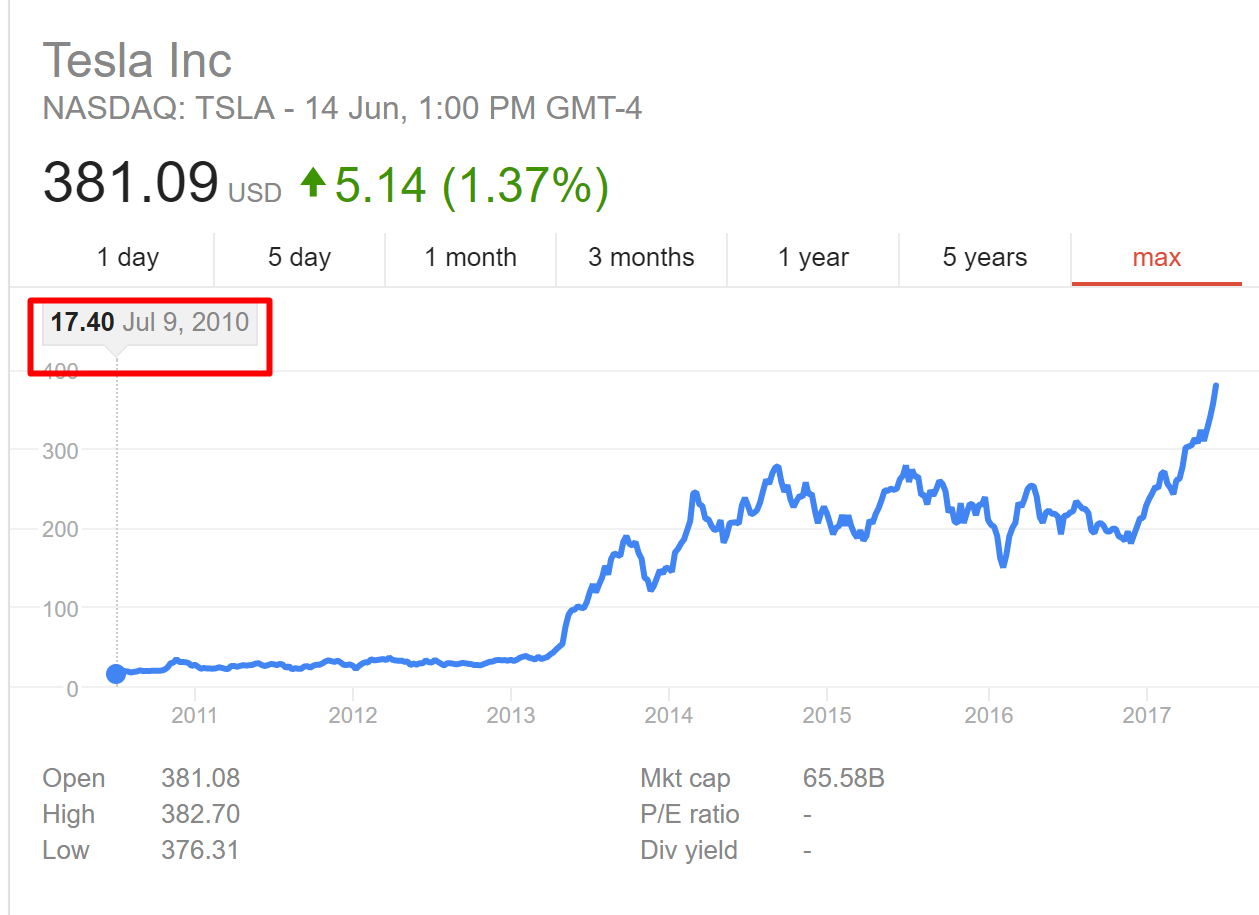 Tesla Inc
NASDAQ: TSLA - 14 Jun, 1:00 PM GMT-4
381.09 USD 5.14 (1.37%)
1 day 5 day 1 month 3 months 1 year 5 years max
17.40 Jul 9, 2010
400
300
200
100
0
2011 2012 2013 2014 2015 2016 2017
Open 381.08 Mkt cap 65.58B
High 382.70 P/E ratio -
Low 376.31 Div yield -